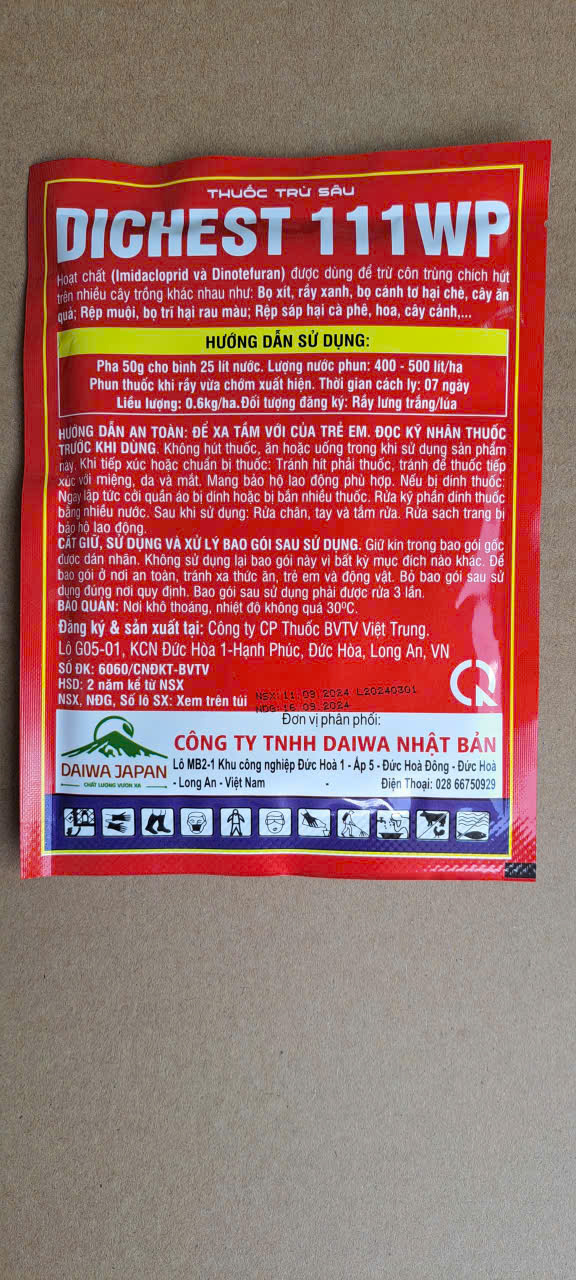 THUỐC TRỪ SÂU
DICHEST 111WP
Hoạt chất (Imidacloprid và Dinotefuran) được dùng để trừ côn trùng chích hút
trên nhiều cây trồng khác nhau như: Bọ xít, rầy xanh, bọ cánh tơ hại chè, cây ăn
quả; Rệp muội, bọ trĩ hại rau màu; Rệp sáp hại cà phê, hoa, cây cảnh,...
HƯỚNG DẪN SỬ DỤNG:
Pha 50g cho bình 25 lít nước. Lượng nước phun: 400 - 500 lít/ha
Phun thuốc khi rầy vừa chớm xuất hiện. Thời gian cách ly: 07 ngày
Liều lượng: 0.6kg/ha.Đối tượng đăng ký: Rầy lưng trắng/lúa
HƯỚNG DẪN AN TOÀN: ĐỂ XA TẦM VỚI CỦA TRẺ EM. ĐỌC KỸ NHÃN THUỐC
TRƯỚC KHI DÙNG. Không hút thuốc, ăn hoặc uống trong khi sử dụng sản phẩm
này. Khi tiếp xúc hoặc chuẩn bị thuốc: Tránh hít phải thuốc, tránh để thuốc tiếp
xúc với miệng, da và mắt. Mang bảo hộ lao động phù hợp. Nếu bị dính thuốc:
Ngay lập tức cởi quần áo bị dính hoặc bị bắn nhiều thuốc. Rửa kỹ phần dính thuốc
bằng nhiều nước. Sau khi sử dụng: Rửa chân, tay và tắm rửa. Rửa sạch trang bị
bảo hộ lao động.
CẤT GIỮ, SỬ DỤNG VÀ XỬ LÝ BAO GÓI SAU SỬ DỤNG. Giữ kín trong bao gói gốc
được dán nhãn. Không sử dụng lại bao gói này vì bất kỳ mục đích nào khác. Để
bao gói ở nơi an toàn, tránh xa thức ăn, trẻ em và động vật. Bỏ bao gói sau sử
dụng đúng nơi quy định. Bao gói sau sử dụng phải được rửa 3 lần.
BẢO QUẢN: Nơi khô thoáng, nhiệt độ không quá 30ºC.
Đăng ký & sản xuất tại: Công ty CP Thuốc BVTV Việt Trung.
Lô G05-01, KCN Đức Hòa 1-Hạnh Phúc, Đức Hòa, Long An, VN
SỐ ĐK: 6060/CNĐKT-BVTV
HSD: 2 năm kể từ NSX
NSX, NĐG, Số lô SX: Xem trên túi
NSX:11.09.2024 L20240301
NDG:16.09.2024
Đơn vị phân phối:
CÔNG TY TNHH DAIWA NHẬT BẢN
Lô MB2-1 Khu công nghiệp Đức Hoà 1 - Ấp 5 - Đức Hoà Đông - Đức Hoà
- Long An - Việt Nam - Điện Thoại: 028 66750929
DAIWA JAPAN
CHẤT LƯỢNG VƯƠN XA